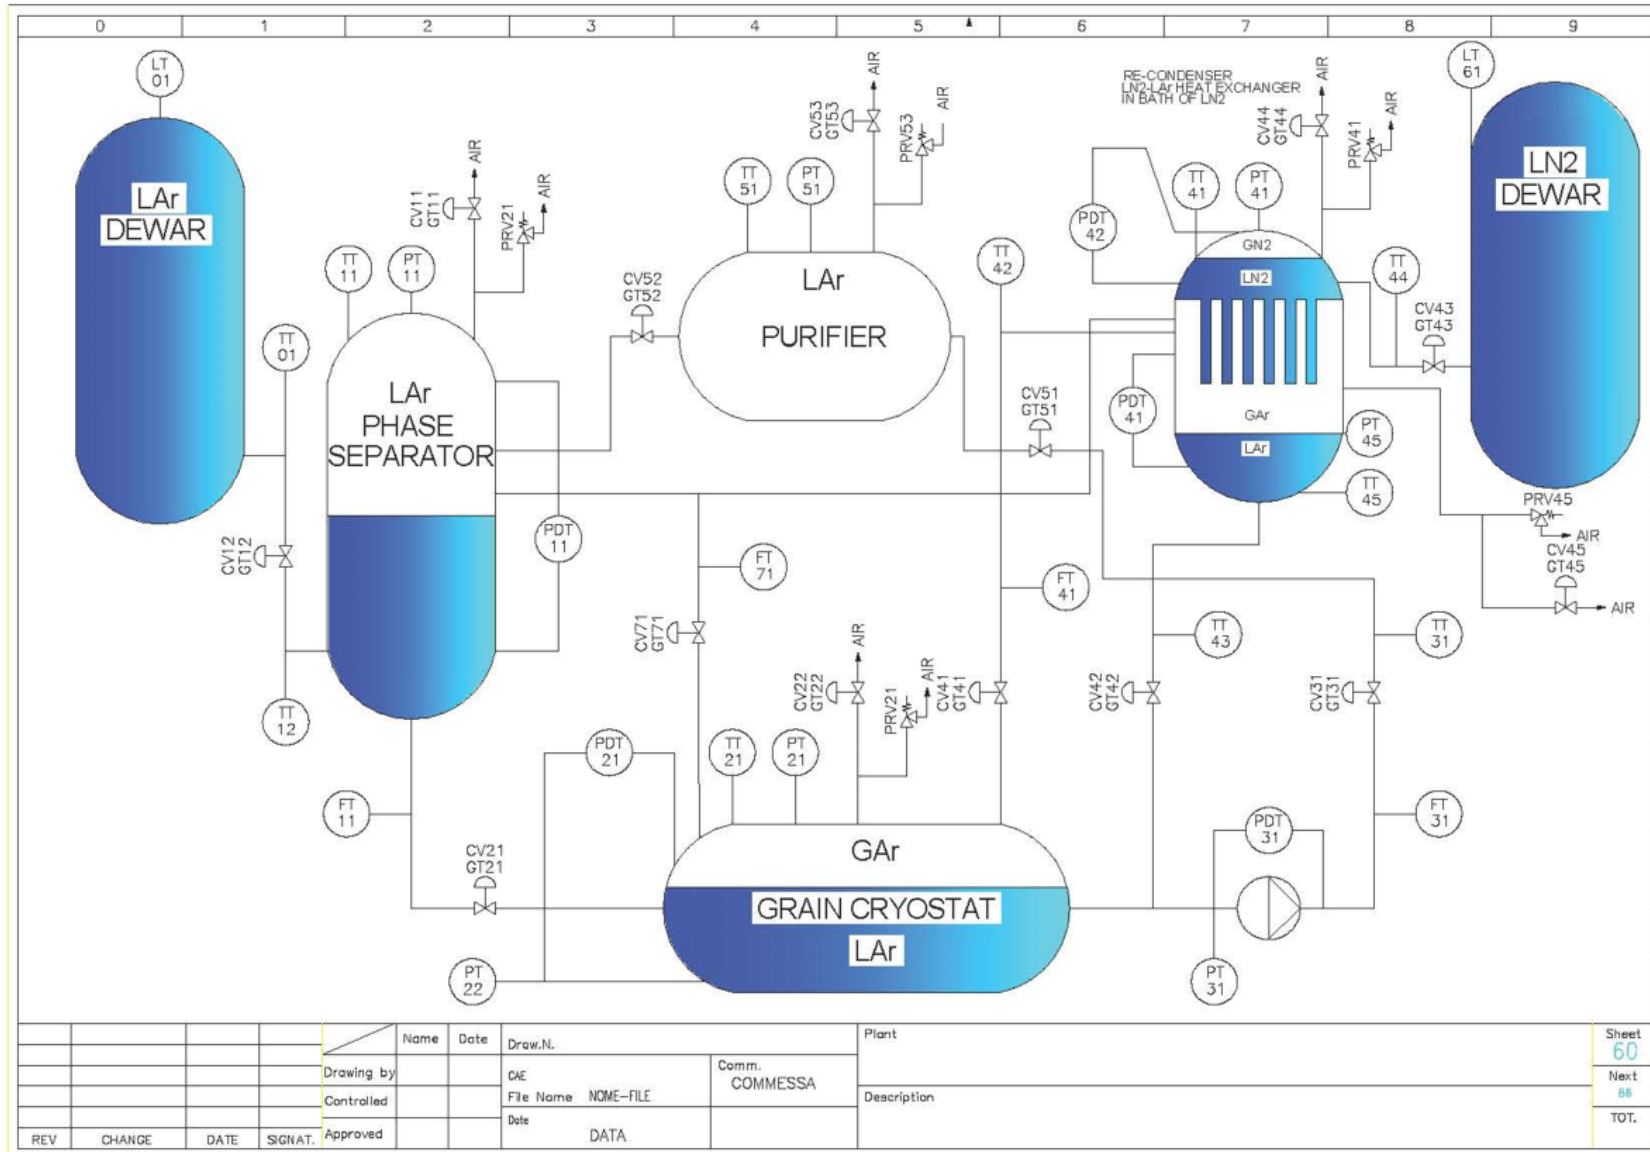 0 1 2 3 4 5 6 7 8 9
LT
01
LAr
DEWAR
TT
01
CV12
GT12
TT
12
TT
11
PT
11
CV11
GT11
AIR
PRV21
AIR
LAr
PHASE
SEPARATOR
PDT
11
FT
11
CV21
GT21
CV52
GT52
TT
51
PT
51
CV53
GT53
AIR
PRV53
AIR
LAr
PURIFIER
CV51
GT51
TT
42
FT
71
CV71
GT71
FT
41
CV41
GT41
RE-CONDENSER
LN2-LAr HEAT EXCHANGER
IN BATH OF LN2
PDT
42
TT
41
PT
41
CV44
GT44
AIR
PRV41
AIR
GN2
LN2
GAr
LAr
PDT
41
PT
45
TT
45
TT
44
CV43
GT43
LT
61
LN2
DEWAR
PRV45
AIR
CV45
GT45
AIR
TT
43
CV42
GT42
TT
31
CV31
GT31
FT
31
PDT
31
PT
31
PDT
21
TT
21
PT
21
CV22
GT22
AIR
PRV21
AIR
GAr
GRAIN CRYOSTAT
LAr
PT
22
REV CHANGE DATE SIGNAT.
Name Date
Drawing by
Controlled
Approved
Draw.N.
CAE
File Name NOME-FILE
Date
DATA
Comm.
COMMESSA
Plant
Description
Sheet
60
Next
86
TOT.